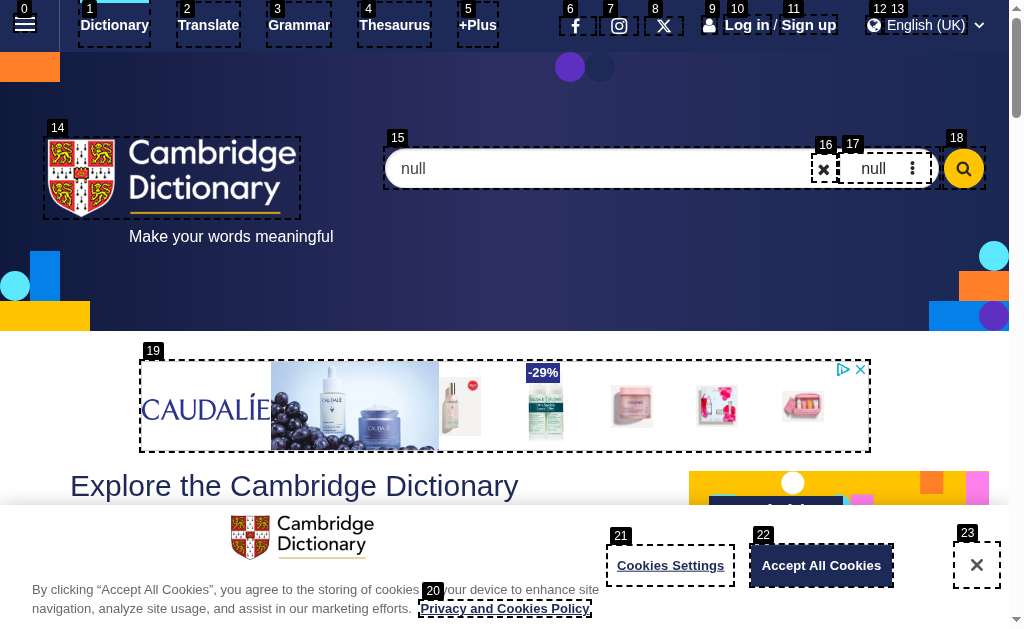 0
1
2
3
4
5
6
7
8
9
10
11
12
13
Dictionary
Translate
Grammar
Thesaurus
+Plus
Log in / Sign up
English (UK)
14
Cambridge
Dictionary
Make your words meaningful
15
16
17
18
null
null
19
CAUDALÍE
-29%
Explore the Cambridge Dictionary
Cambridge
Dictionary
21
22
23
Cookies Settings
Accept All Cookies
By clicking “Accept All Cookies”, you agree to the storing of cookies 20 your device to enhance site
navigation, analyze site usage, and assist in our marketing efforts. Privacy and Cookies Policy